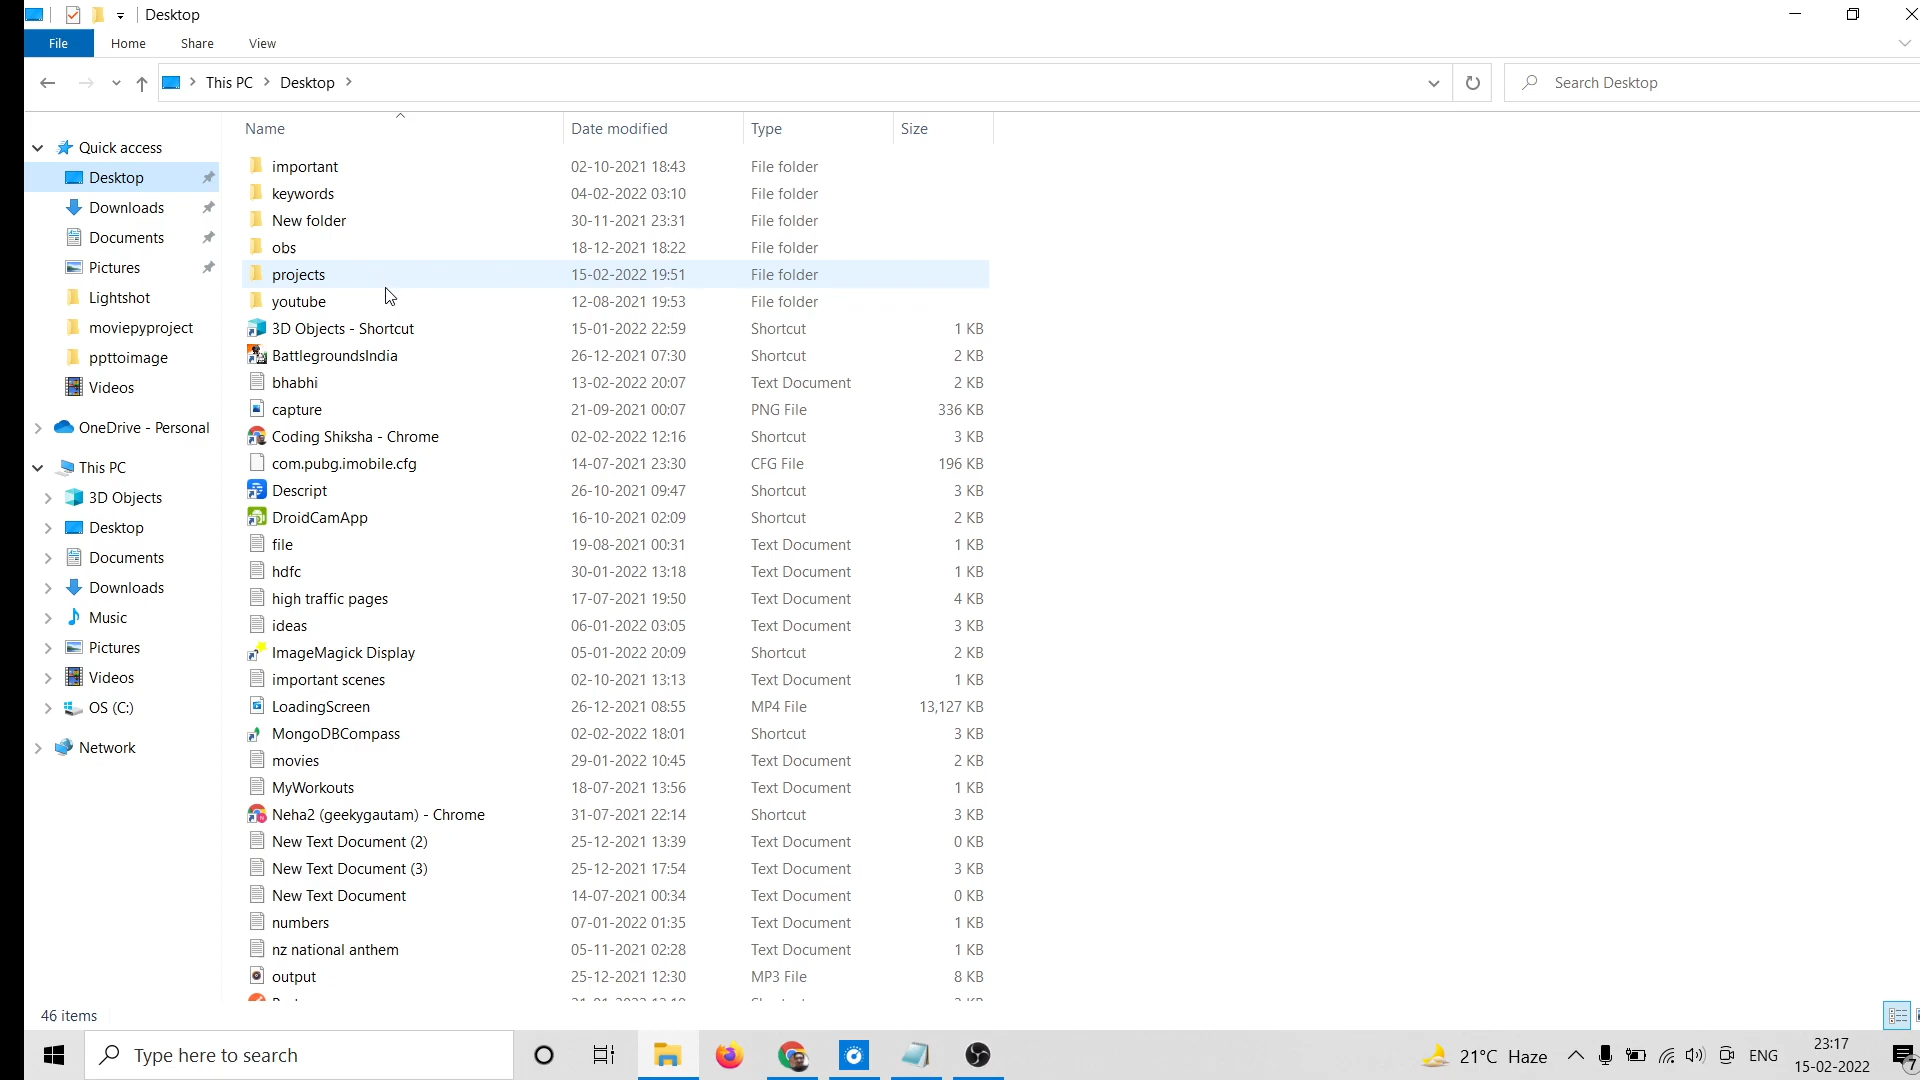 Desktop
File Home Share View
This PC Desktop Search Desktop
Name Date modified Type Size
Quick access
Desktop
Downloads
Documents
Pictures
Lightshot
moviepyproject
ppttoimage
Videos
OneDrive - Personal
This PC
3D Objects
Desktop
Documents
Downloads
Music
Pictures
Videos
OS (C:)
Network
important 02-10-2021 18:43 File folder
keywords 04-02-2022 03:10 File folder
New folder 30-11-2021 23:31 File folder
obs 18-12-2021 18:22 File folder
projects 15-02-2022 19:51 File folder
youtube 12-08-2021 19:53 File folder
3D Objects - Shortcut 15-01-2022 22:59 Shortcut 1 KB
BattlegroundsIndia 26-12-2021 07:30 Shortcut 2 KB
bhabhi 13-02-2022 20:07 Text Document 2 KB
capture 21-09-2021 00:07 PNG File 336 KB
Coding Shiksha - Chrome 02-02-2022 12:16 Shortcut 3 KB
com.pubg.imobile.cfg 14-07-2021 23:30 CFG File 196 KB
Descript 26-10-2021 09:47 Shortcut 3 KB
DroidCamApp 16-10-2021 02:09 Shortcut 2 KB
file 19-08-2021 00:31 Text Document 1 KB
hdfc 30-01-2022 13:18 Text Document 1 KB
high traffic pages 17-07-2021 19:50 Text Document 4 KB
ideas 06-01-2022 03:05 Text Document 3 KB
ImageMagick Display 05-01-2022 20:09 Shortcut 2 KB
important scenes 02-10-2021 13:13 Text Document 1 KB
LoadingScreen 26-12-2021 08:55 MP4 File 13,127 KB
MongoDBCompass 02-02-2022 18:01 Shortcut 3 KB
movies 29-01-2022 10:45 Text Document 2 KB
MyWorkouts 18-07-2021 13:56 Text Document 1 KB
Neha2 (geekygautam) - Chrome 31-07-2021 22:14 Shortcut 3 KB
New Text Document (2) 25-12-2021 13:39 Text Document 0 KB
New Text Document (3) 25-12-2021 17:54 Text Document 3 KB
New Text Document 14-07-2021 00:34 Text Document 0 KB
numbers 07-01-2022 01:35 Text Document 1 KB
nz national anthem 05-11-2021 02:28 Text Document 1 KB
output 25-12-2021 12:30 MP3 File 8 KB
46 items
Type here to search 21°C Haze ENG 23:17
15-02-2022 7